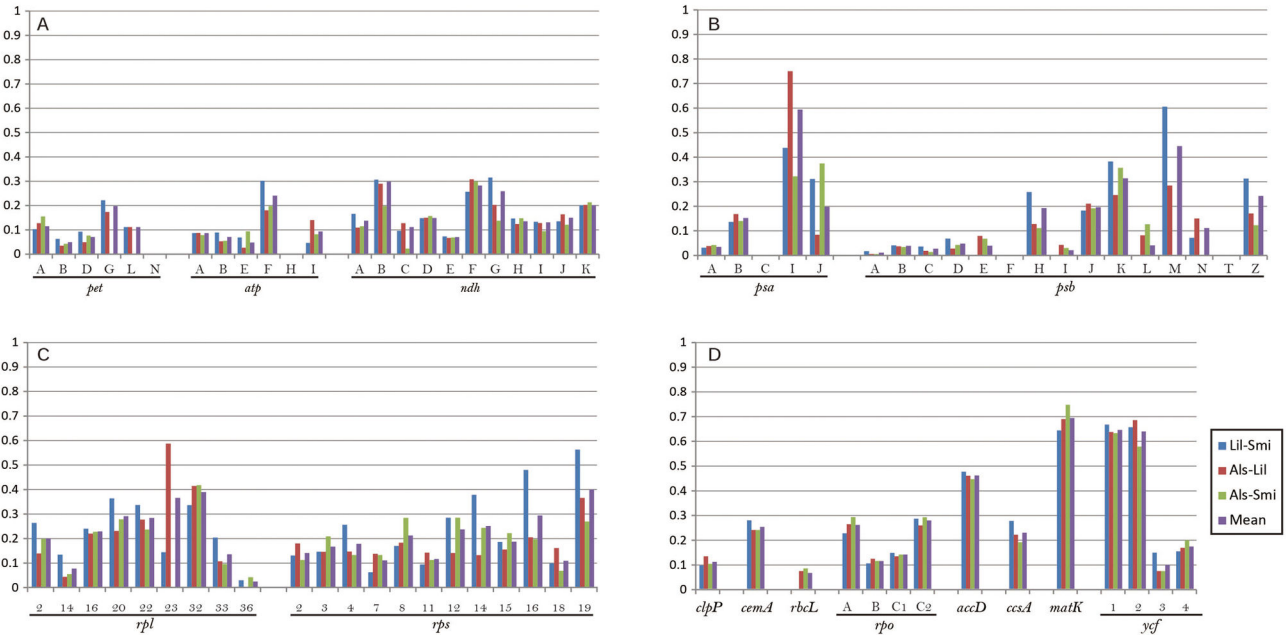 A
1
0.9
0.8
0.7
0.6
0.5
0.4
0.3
0.2
0.1
0
A B D G L N A B E F H I A B C D E F G H I J K
pet atp ndh
B
1
0.9
0.8
0.7
0.6
0.5
0.4
0.3
0.2
0.1
0
A B C I J A B C D E F H I J K L M N T Z
psa psb
C
1
0.9
0.8
0.7
0.6
0.5
0.4
0.3
0.2
0.1
0
2 14 16 20 22 23 32 33 36 2 3 4 7 8 11 12 14 15 16 18 19
rpl rps
D
1
0.9
0.8
0.7
0.6
0.5
0.4
0.3
0.2
0.1
0
clpP cemA rbcL A B C1 C2 accD ccsA matK 1 2 3 4
rpo ycf
Lil-Smi
Als-Lil
Als-Smi
Mean